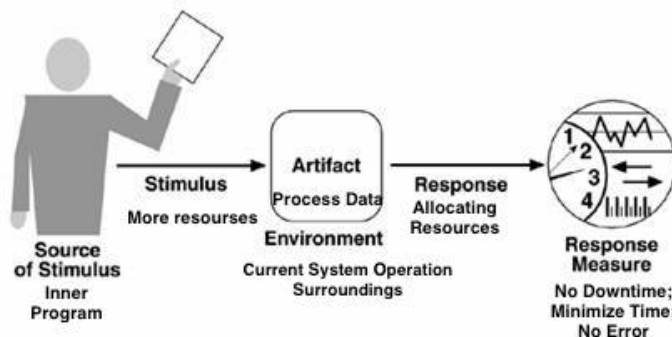 Source
of Stimulus
Inner
Program
Stimulus
More resourses
Artifact
Process Data
Environment
Current System Operation
Surroundings
Response
Allocating
Resources
1
2
3
4
Response
Measure
No Downtime;
Minimize Time;
No Error